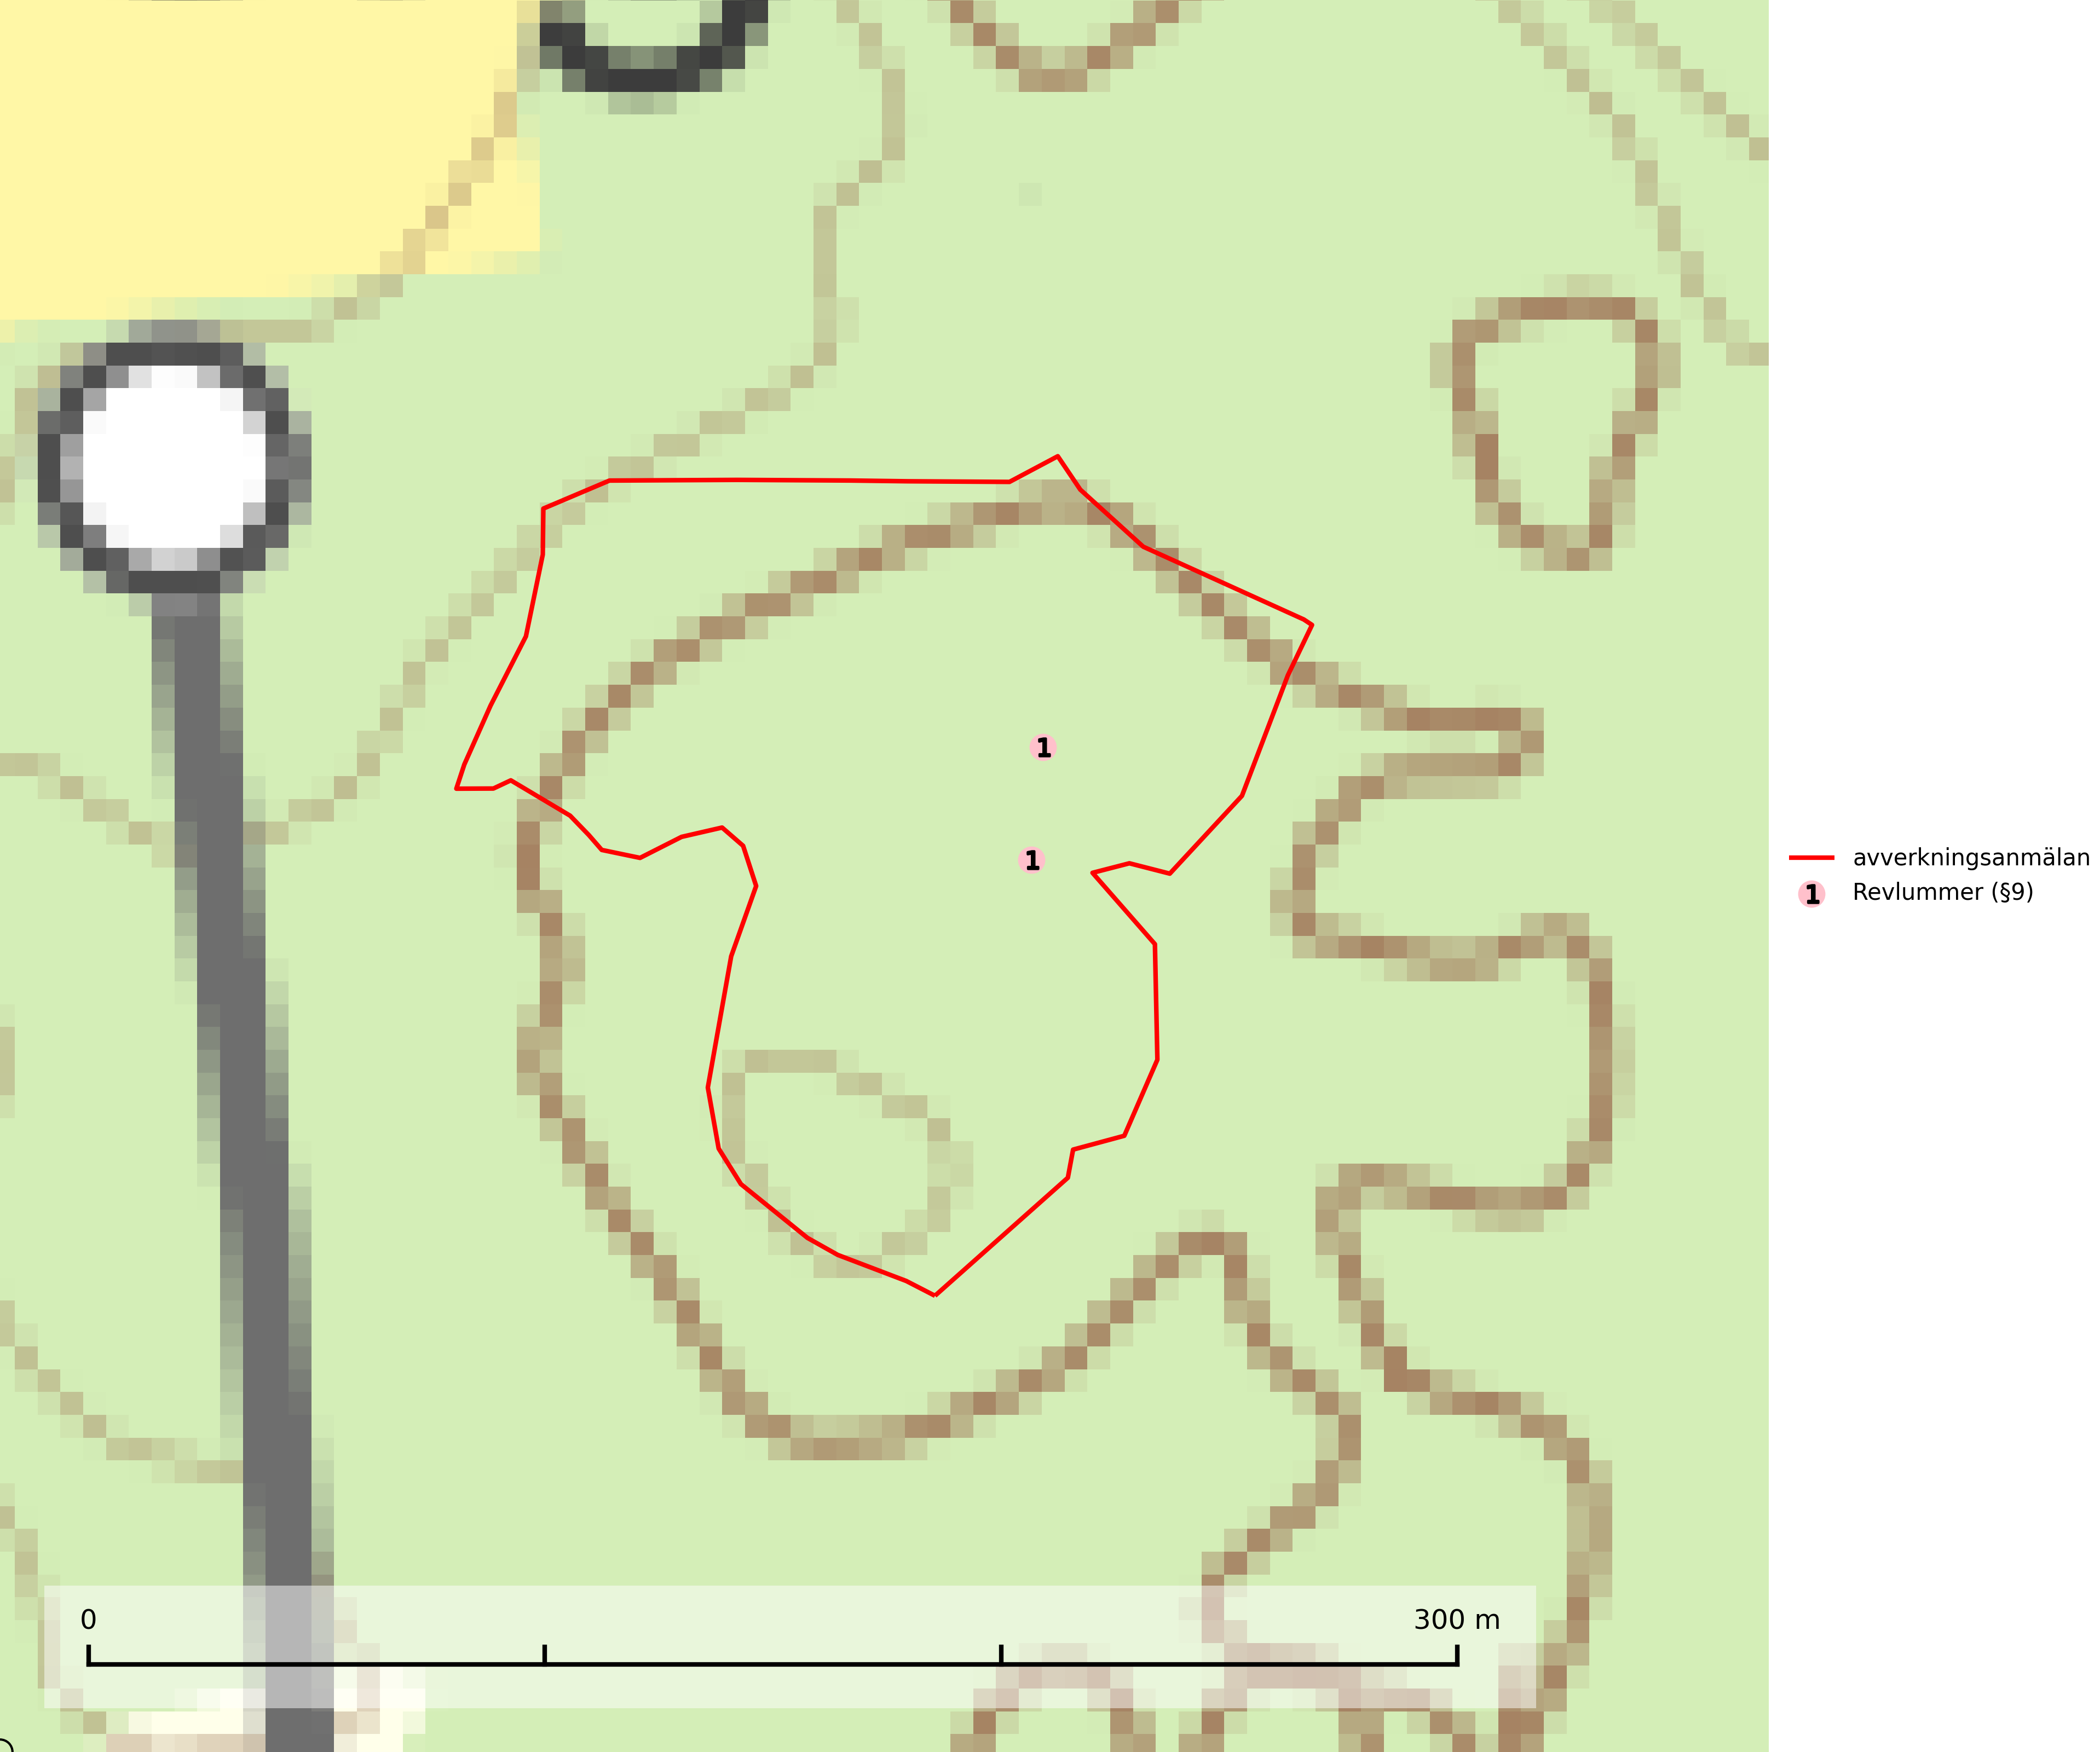 1
1
avverkningsanmälan
1 Revlummer (§9)
0 300 m